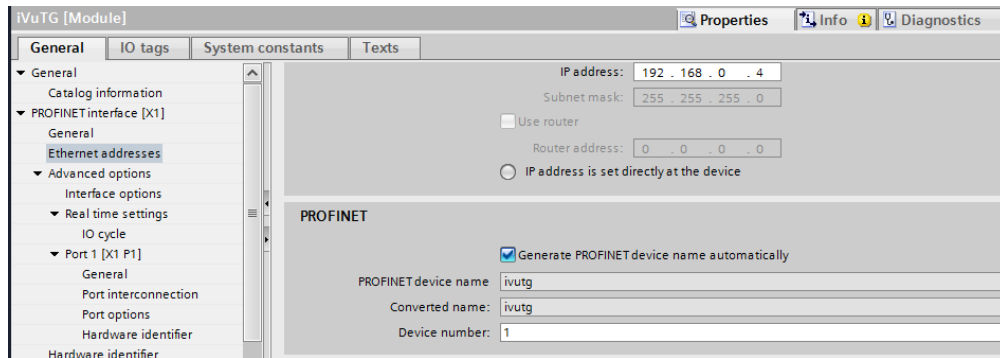 iVuTG [Module]
Properties
Info
Diagnostics
General
IO tags
System constants
Texts
General
Catalog information
PROFINET interface [X1]
General
Ethernet addresses
Advanced options
Interface options
Real time settings
IO cycle
Port 1 [X1 P1]
General
Port interconnection
Port options
Hardware identifier
Hardware identifier
IP address: 192 . 168 . 0 . 4
Subnet mask: 255 . 255 . 255 . 0
Use router
Router address: 0 . 0 . 0 . 0
IP address is set directly at the device
PROFINET
Generate PROFINET device name automatically
PROFINET device name ivutg
Converted name: ivutg
Device number: 1